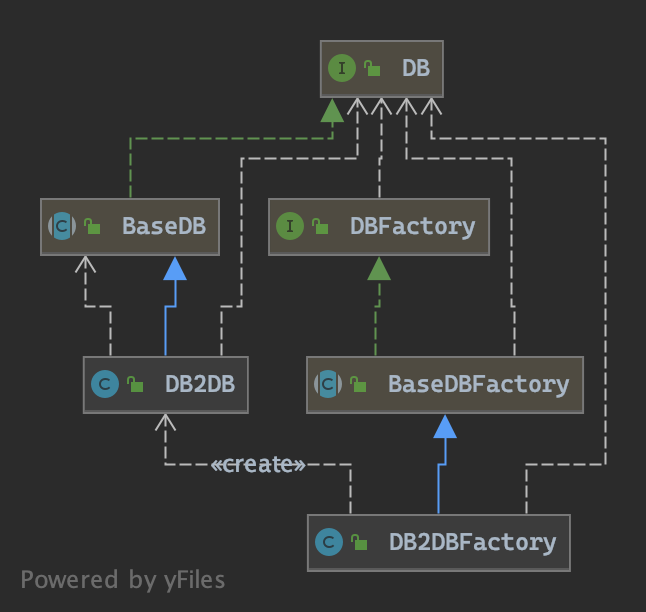 I DB
C BaseDB
I DBFactory
C DB2DB
C BaseDBFactory
«create»
C DB2DBFactory
Powered by yFiles